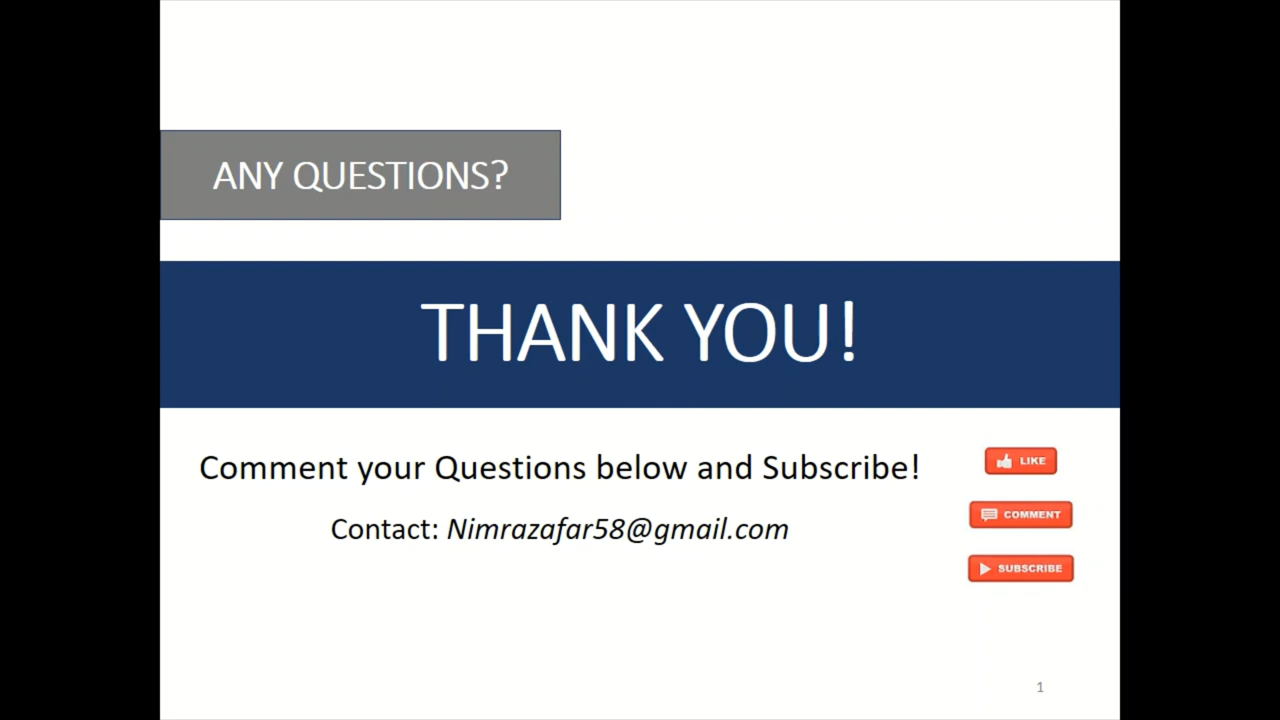 ANY QUESTIONS?
THANK YOU!
Comment your Questions below and Subscribe!
Contact: Nimrazafar58@gmail.com
LIKE
COMMENT
SUBSCRIBE
1